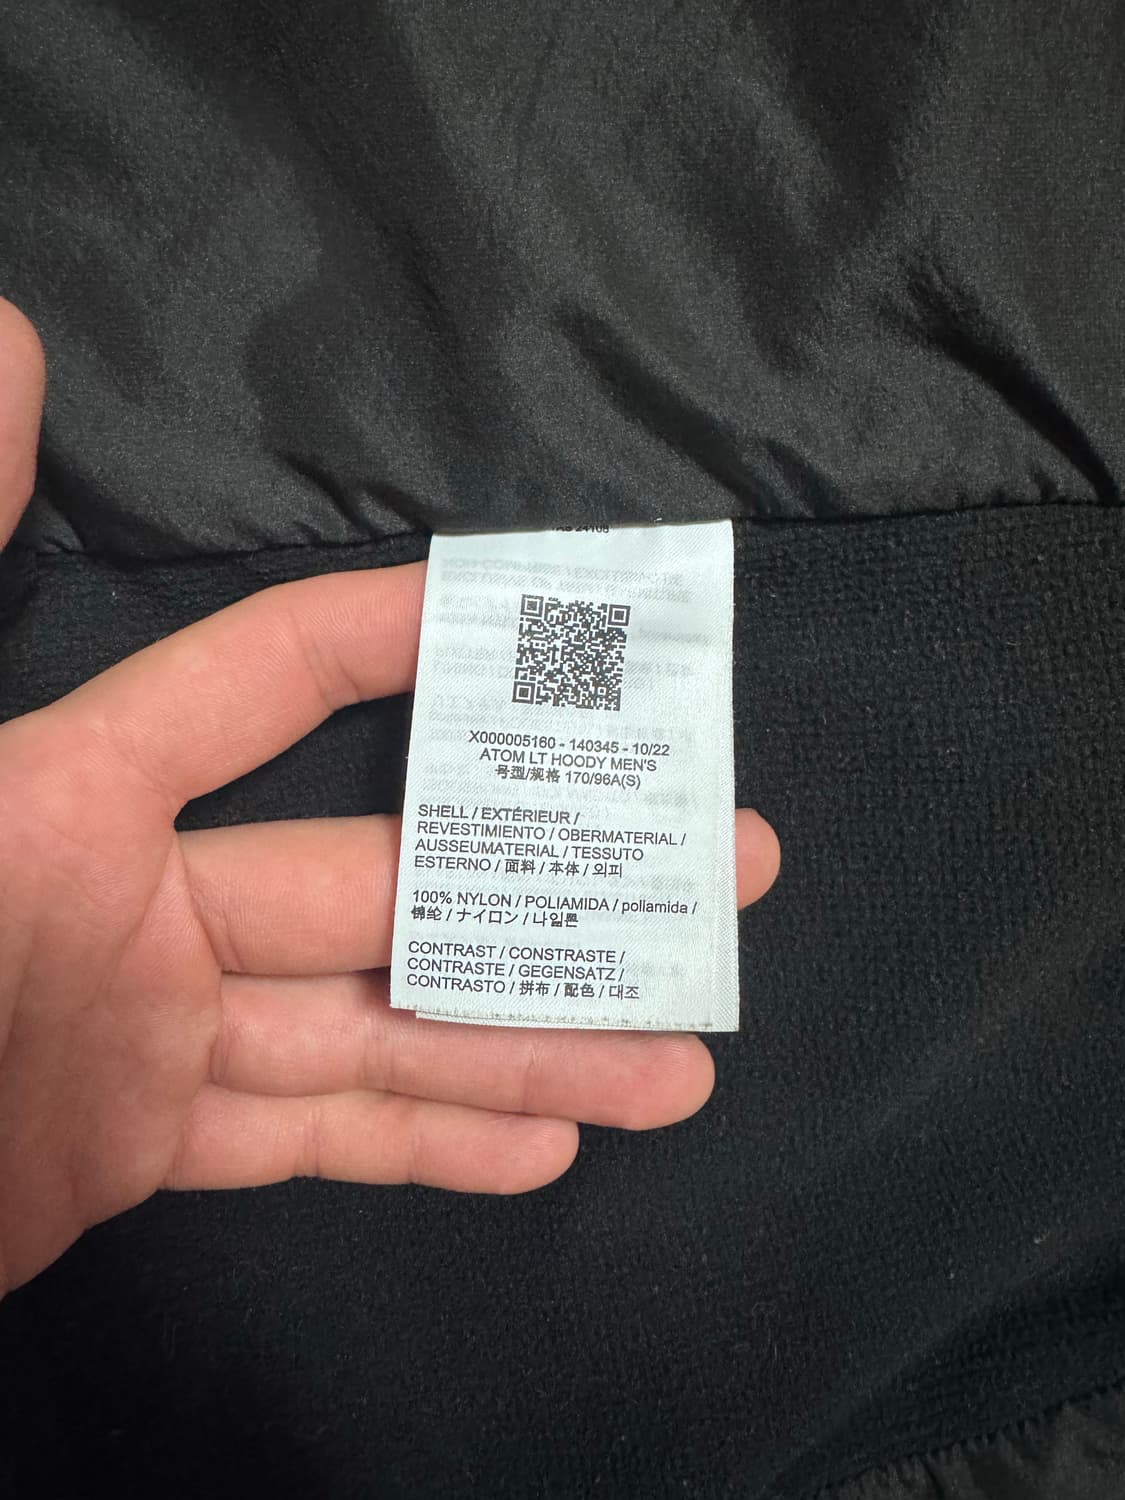 24108
X000005160 - 140345 - 10/22
ATOM LT HOODY MEN'S
号型/规格 170/96A(S)
SHELL / EXTÉRIEUR /
REVESTIMIENTO / OBERMATERIAL /
AUSSEUMATERIAL / TESSUTO
ESTERNO / 面料 / 本体 / 외피
100% NYLON / POLIAMIDA / poliamida /
锦纶 / ナイロン / 나일론
CONTRAST / CONSTRASTE /
CONTRASTE / GEGENSATZ /
CONTRASTO / 拼布 / 配色 / 대조